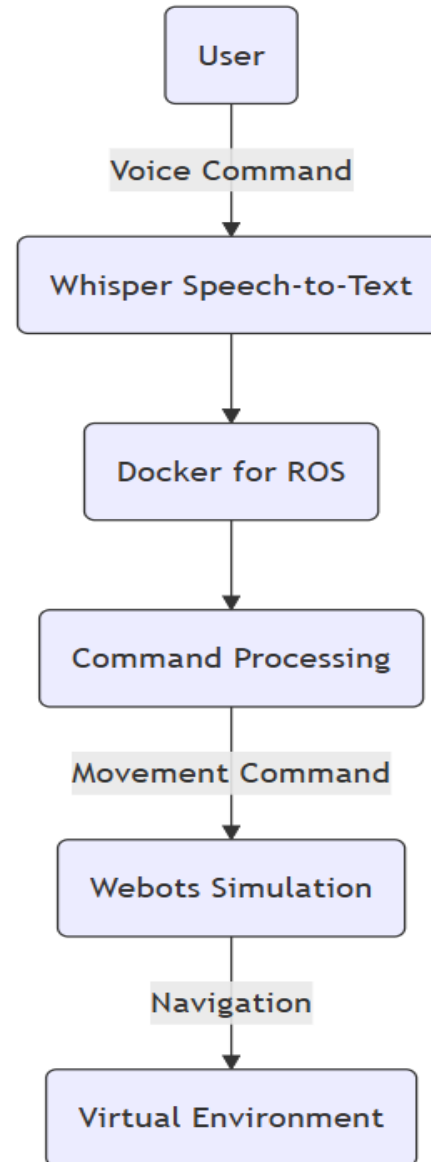 User
Voice Command
Whisper Speech-to-Text
Docker for ROS
Command Processing
Movement Command
Webots Simulation
Navigation
Virtual Environment